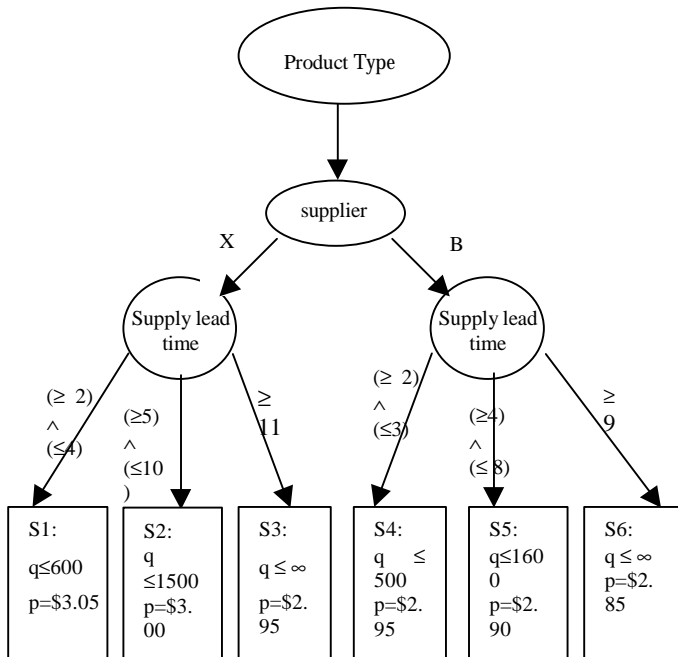 Product Type
supplier
X
B
Supply lead
time
Supply lead
time
(≥ 2)
^
(≤4)
(≥5)
^
(≤10
)
≥
11
(≥ 2)
^
(≤3)
(≥4)
^
(≤ 8)
≥
9
S1:
q≤600
p=$3.05
S2:
q
≤1500
p=$3.
00
S3:
q ≤ ∞
p=$2.
95
S4:
q ≤
500
p=$2.
95
S5:
q≤160
0
p=$2.
90
S6:
q ≤ ∞
p=$2.
85